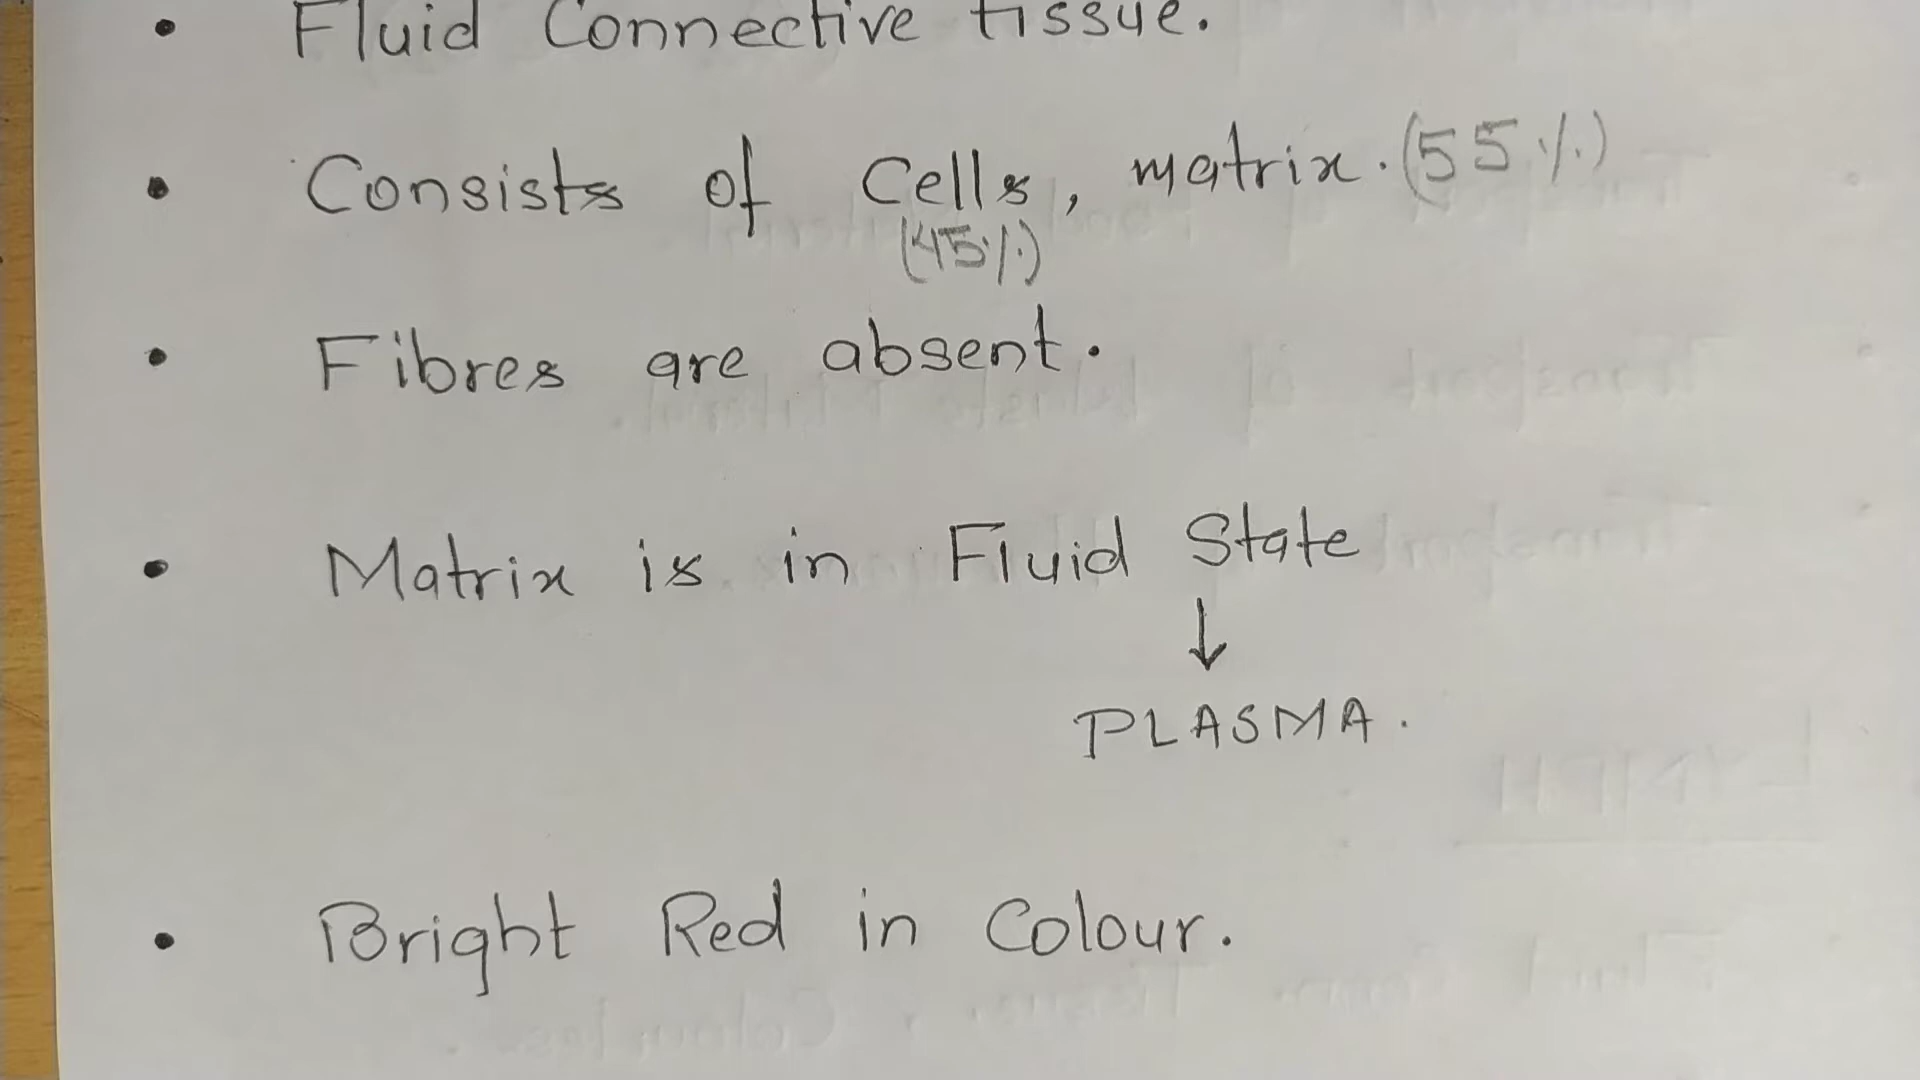 • Fluid Connective tissue.
• Consists of Cells, matrix. (55%)
(45%)
• Fibres are absent.
• Matrix is in Fluid State
↓
PLASMA.
• Bright Red in Colour.